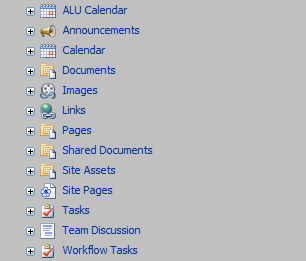 ALU Calendar
Announcements
Calendar
Documents
Images
Links
Pages
Shared Documents
Site Assets
Site Pages
Tasks
Team Discussion
Workflow Tasks